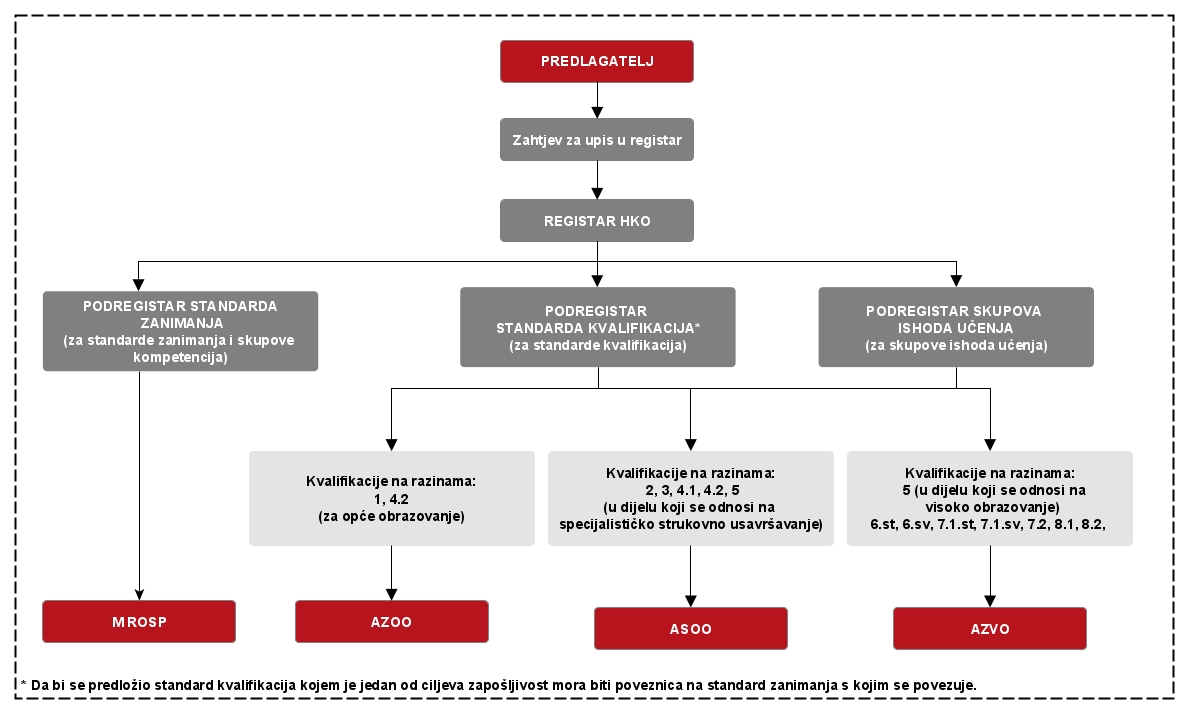 PREDLAGATELJ
Zahtjev za upis u registar
REGISTAR HKO
PODREGISTAR STANDARDA
ZANIMANJA
(za standarde zanimanja i skupove
kompetencija)
PODREGISTAR
STANDARDA KVALIFIKACIJA*
(za standarde kvalifikacija)
PODREGISTAR SKUPOVA
ISHODA UČENJA
(za skupove ishoda učenja)
Kvalifikacije na razinama:
1, 4.2
(za opće obrazovanje)
Kvalifikacije na razinama:
2, 3, 4.1, 4.2, 5
(u dijelu koji se odnosi na
specijalističko strukovno usavršavanje)
Kvalifikacije na razinama:
5 (u dijelu koji se odnosi na
visoko obrazovanje)
6.st, 6.sv, 7.1.st, 7.1.sv, 7.2, 8.1, 8.2,
MROSP
AZOO
ASOO
AZVO
* Da bi se predložio standard kvalifikacija kojem je jedan od ciljeva zapošljivost mora biti poveznica na standard zanimanja s kojim se povezuje.